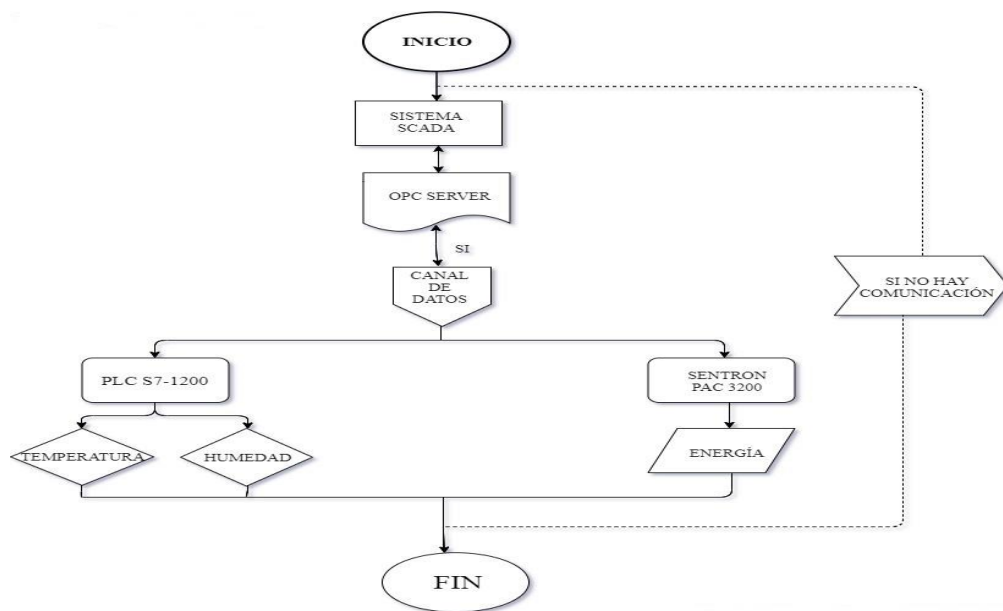 INICIO
SISTEMA
SCADA
OPC SERVER
SI
CANAL
DE
DATOS
SI NO HAY
COMUNICACIÓN
PLC S7-1200
SENTRON
PAC 3200
TEMPERATURA
HUMEDAD
ENERGÍA
FIN